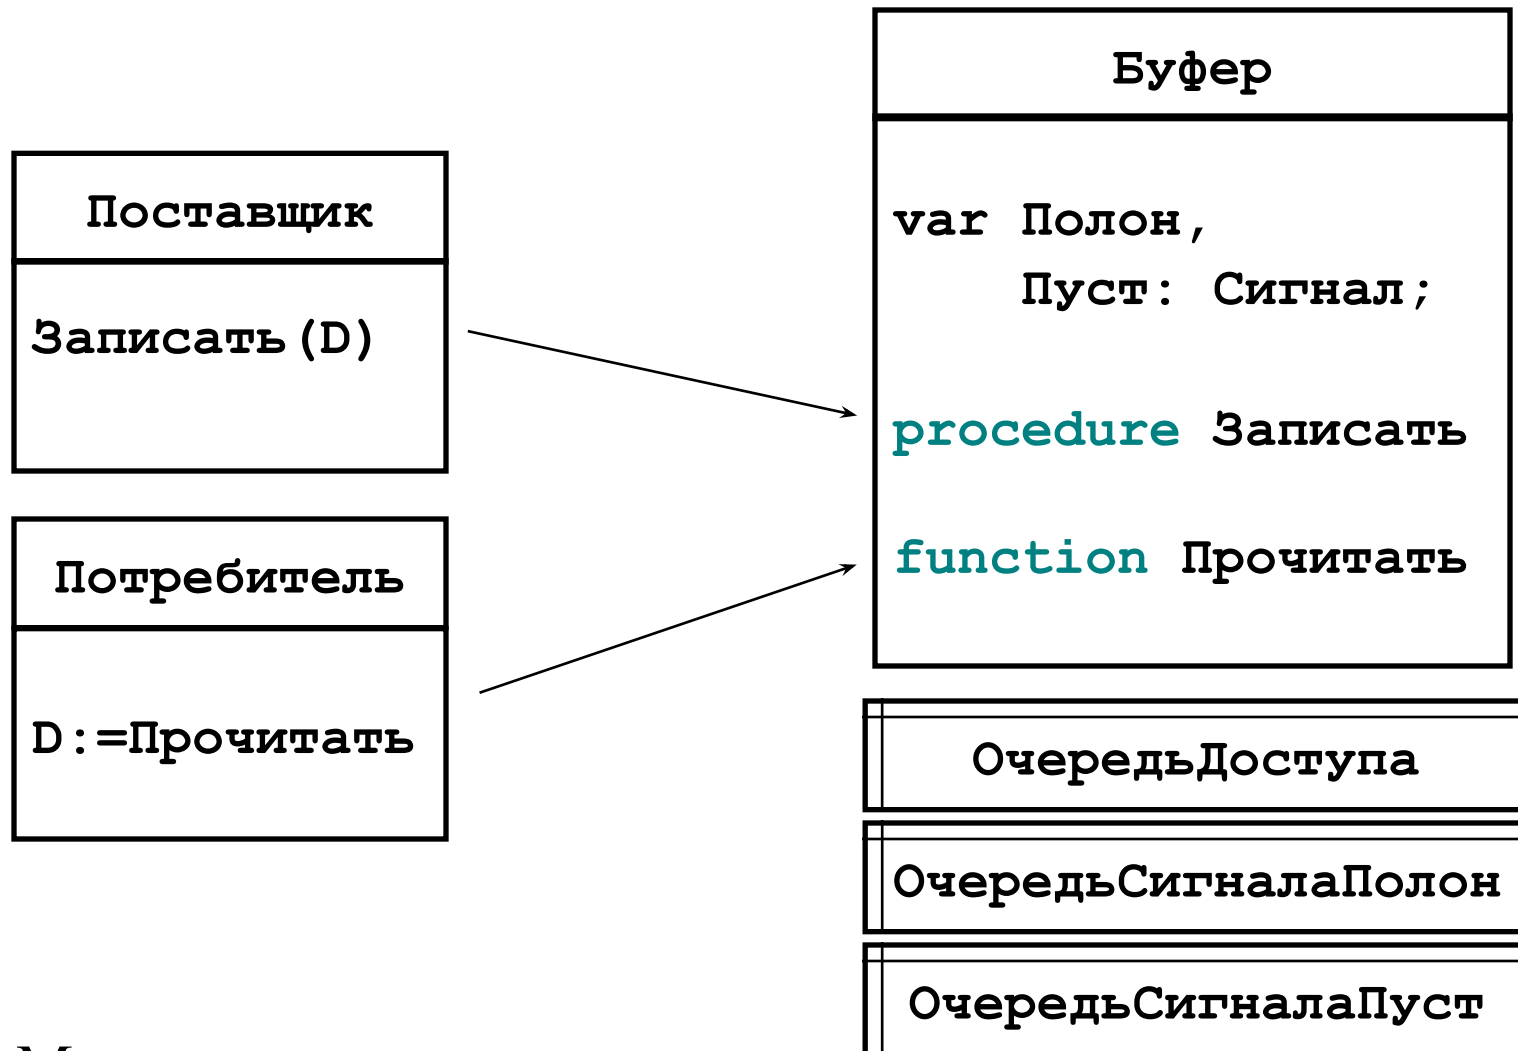 Поставщик
Записать(D)
Потребитель
D:=Прочитать
Буфер
var Полон,
Пуст: Сигнал;
procedure Записать
function Прочитать
ОчередьДоступа
ОчередьСигналаПолон
ОчередьСигналаПуст